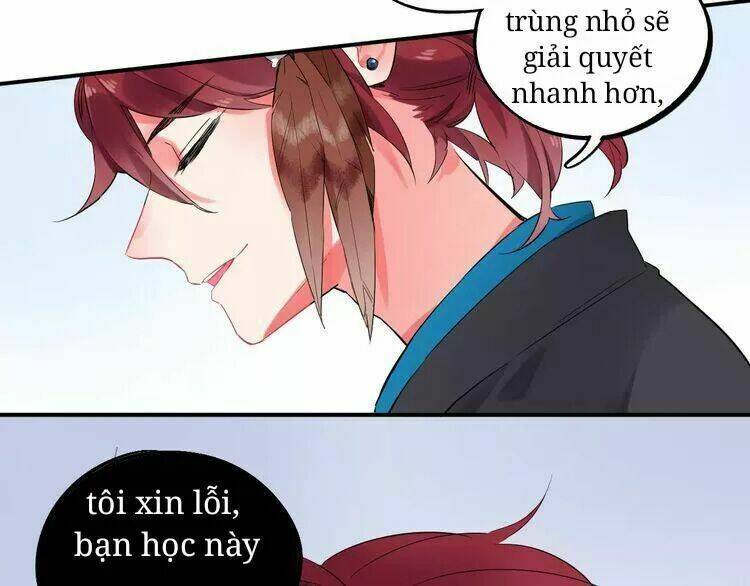 trùng nhỏ sẽ
giải quyết
nhanh hơn,
tôi xin lỗi,
bạn học này